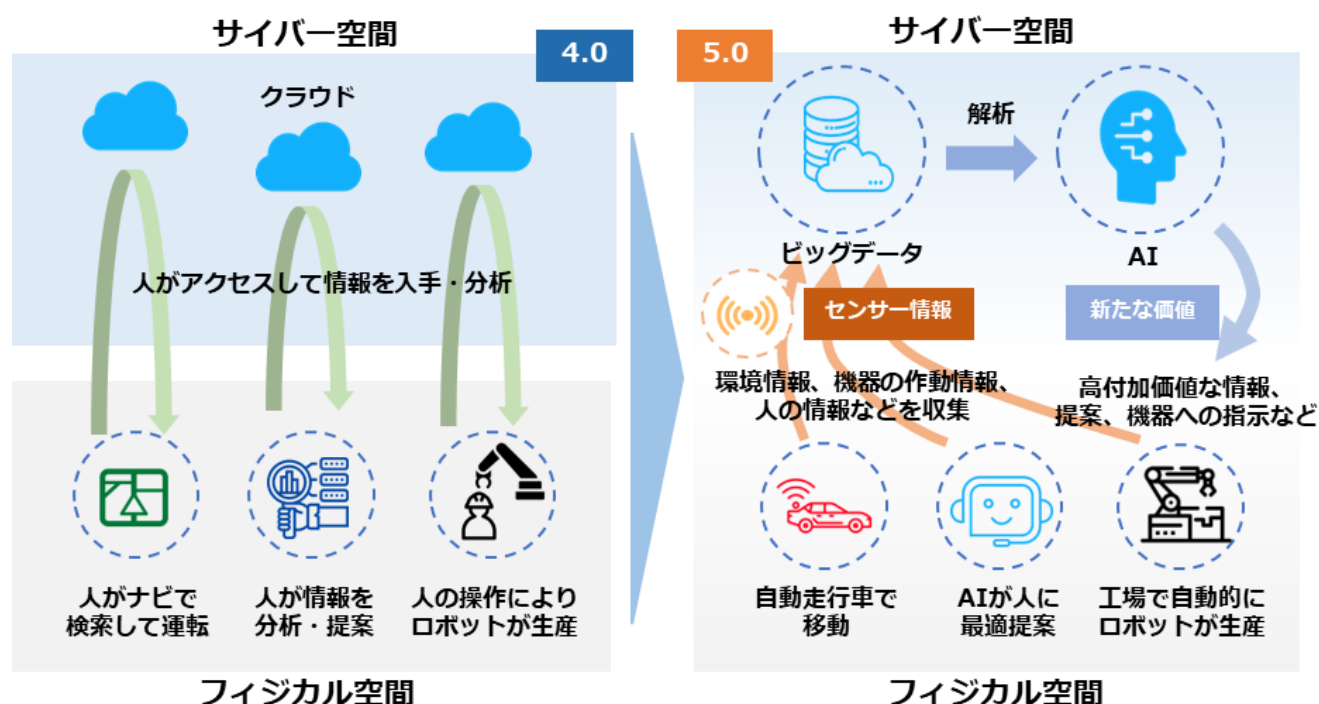 サイバー空間
4.0
クラウド
人がアクセスして情報を入手・分析
人がナビで
検索して運転
人が情報を
分析・提案
人の操作により
ロボットが生産
フィジカル空間
5.0
サイバー空間
解析
ビッグデータ
AI
センサー情報
新たな価値
環境情報、機器の作動情報、
人の情報などを収集
高付加価値な情報、
提案、機器への指示など
自動走行車で
移動
AIが人に
最適提案
工場で自動的に
ロボットが生産
フィジカル空間